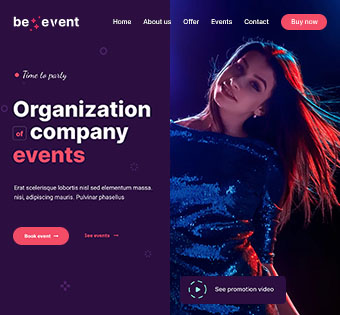 be event
Home About us Offer Events Contact Buy now
Time to party
Organization
of company
events
Erat scelerisque lobortis nisl sed elementum massa.
nisi, adipiscing mauris. Pulvinar phasellus
Book event → See events →
See promotion video